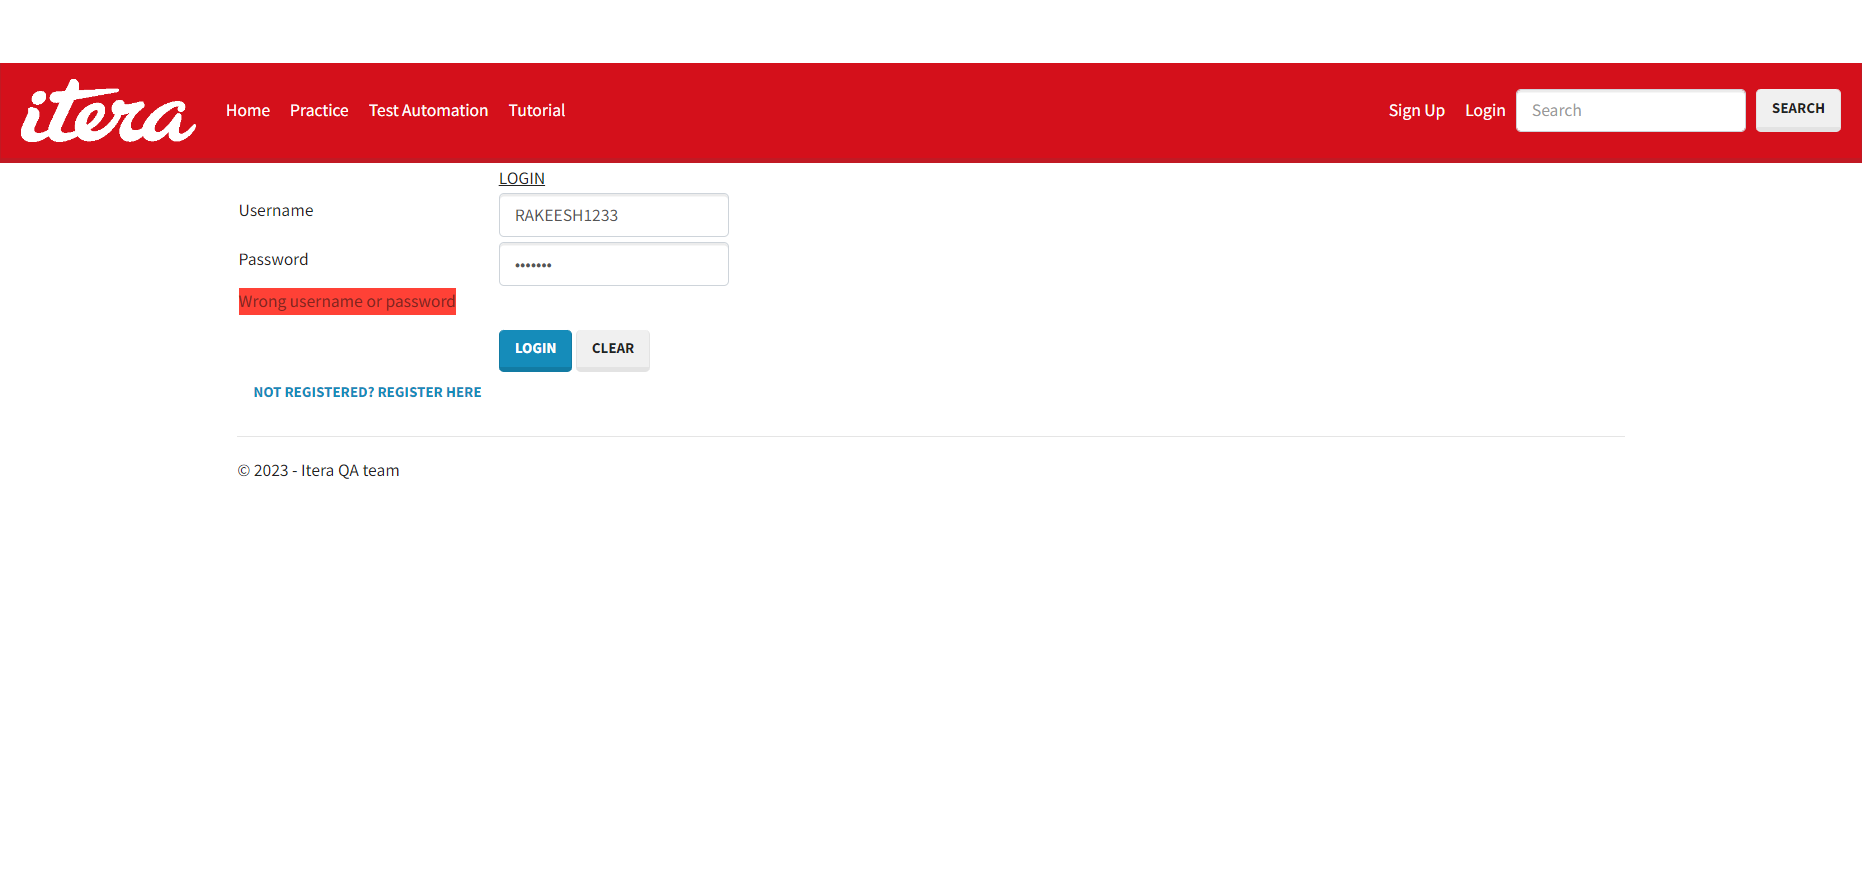 itera Home Practice Test Automation Tutorial Sign Up Login Search SEARCH
LOGIN
Username RAKEESH1233
Password •••••••
Wrong username or password
LOGIN CLEAR
NOT REGISTERED? REGISTER HERE
© 2023 - Itera QA team